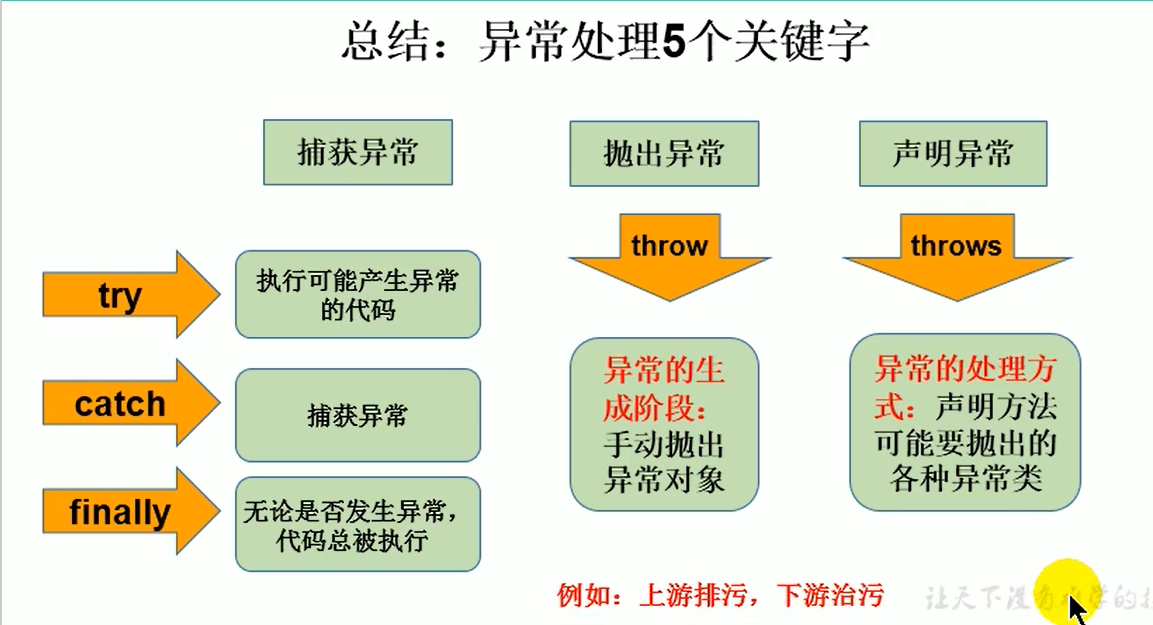 总结：异常处理5个关键字
捕获异常
抛出异常
声明异常
throw
throws
try
执行可能产生异常
的代码
catch
捕获异常
finally
无论是否发生异常，
代码总被执行
异常的生
成阶段：
手动抛出
异常对象
异常的处理方
式：声明方法
可能要抛出的
各种异常类
例如：上游排污，下游治污
让天下没有 学的